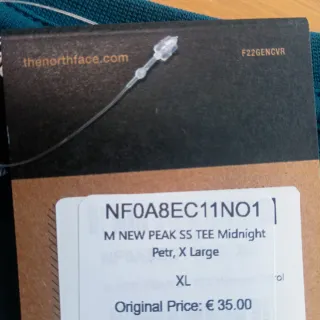 thenorthface.com
F22GENCVR
NF0A8EC11NO1
M NEW PEAK SS TEE Midnight
Petr, X Large
XL
Original Price: € 35.00